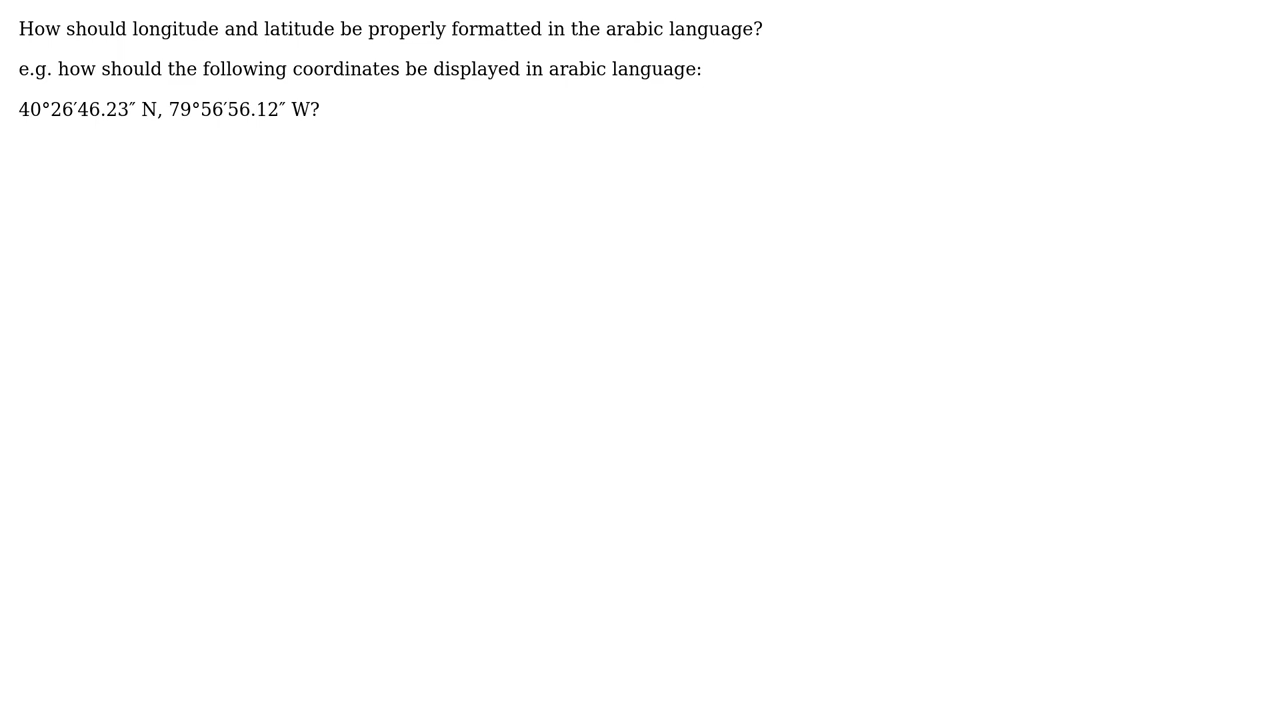 How should longitude and latitude be properly formatted in the arabic language?
e.g. how should the following coordinates be displayed in arabic language:
40°26′46.23″ N, 79°56′56.12″ W?